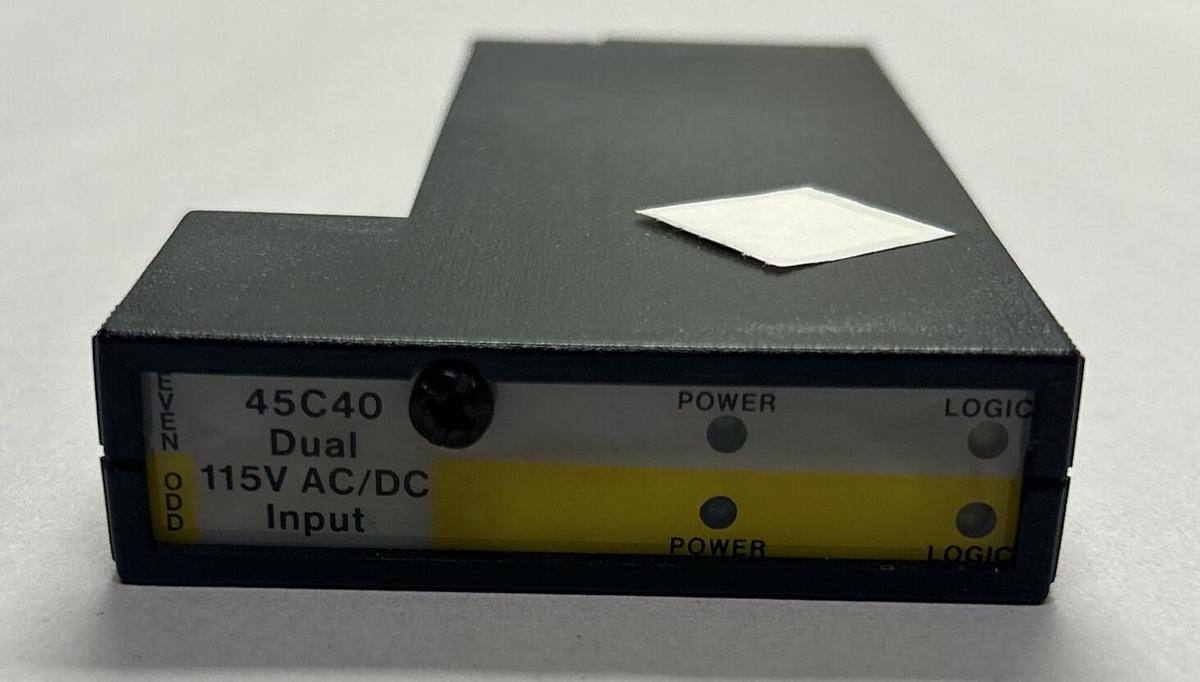 EVEN
45C40
Dual
115V AC/DC
Input
ODD
POWER
LOGIC
POWER
LOGIC